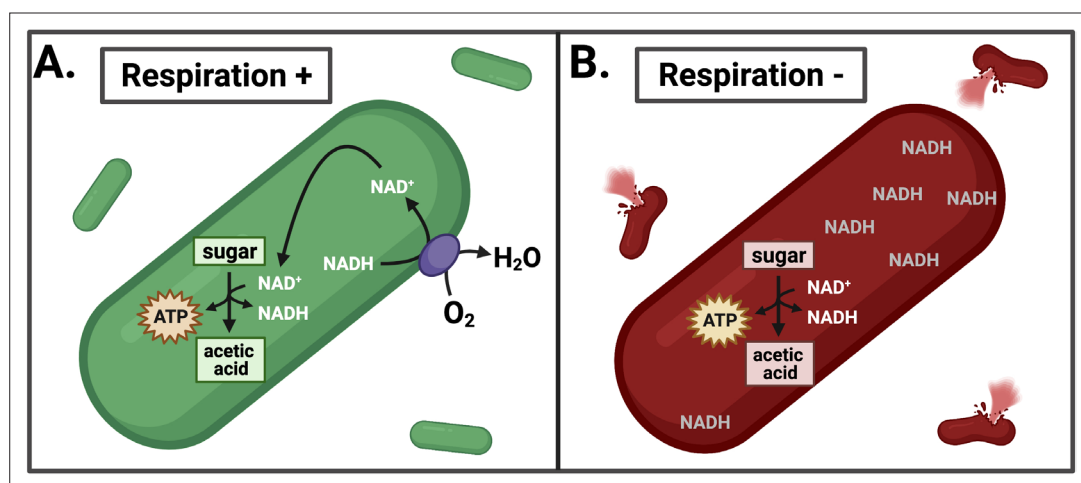 A.
Respiration +
NAD⁺
sugar
NADH
H₂O
NAD⁺
ATP
NADH
O₂
acetic
acid
B.
Respiration -
NADH
NADH
NADH
NADH
sugar
NADH
NAD⁺
ATP
NADH
acetic
acid
NADH